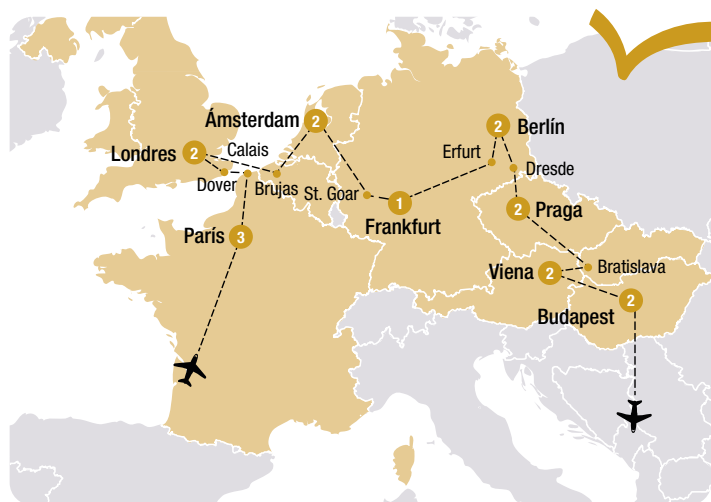 Ámsterdam
2
2
Berlín
Londres
2
Calais
Erfurt
Dover
Brujas
St. Goar
Dresde
1
Frankfurt
2
Praga
París
3
Viena
2
Bratislava
2
Budapest